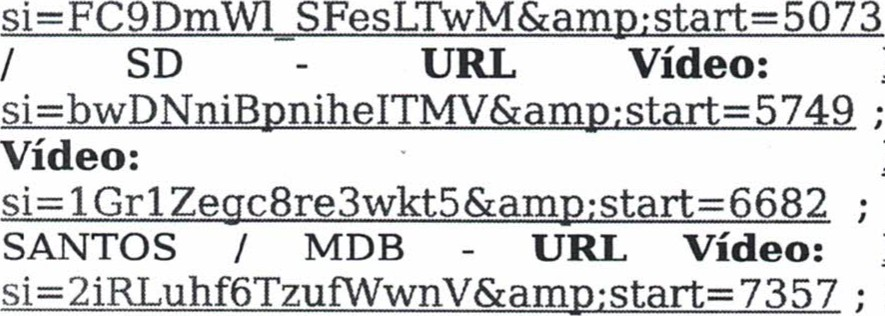 si=FC9DmWl_SFesLTwM&amp;start=5073
/ SD - URL Vídeo:
si=bwDNniBpniheITMV&amp;start=5749 ;
Vídeo:
si=1Gr1Zegc8re3wkt5&amp;start=6682 ;
SANTOS / MDB - URL Vídeo:
si=2iRLuhf6TzufWwnV&amp;start=7357 ;